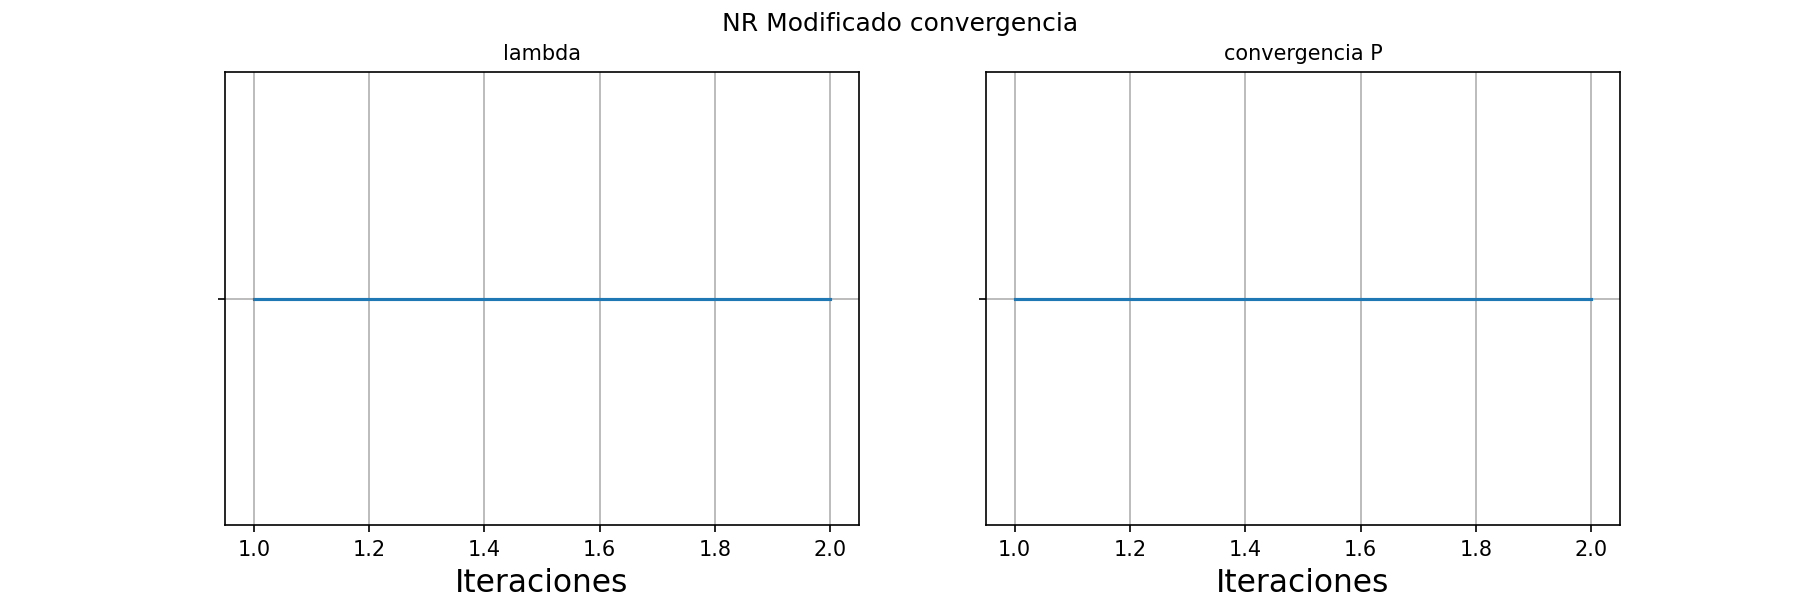 NR Modificado convergencia
lambda
convergencia P
1.0 1.2 1.4 1.6 1.8 2.0
1.0 1.2 1.4 1.6 1.8 2.0
Iteraciones
Iteraciones